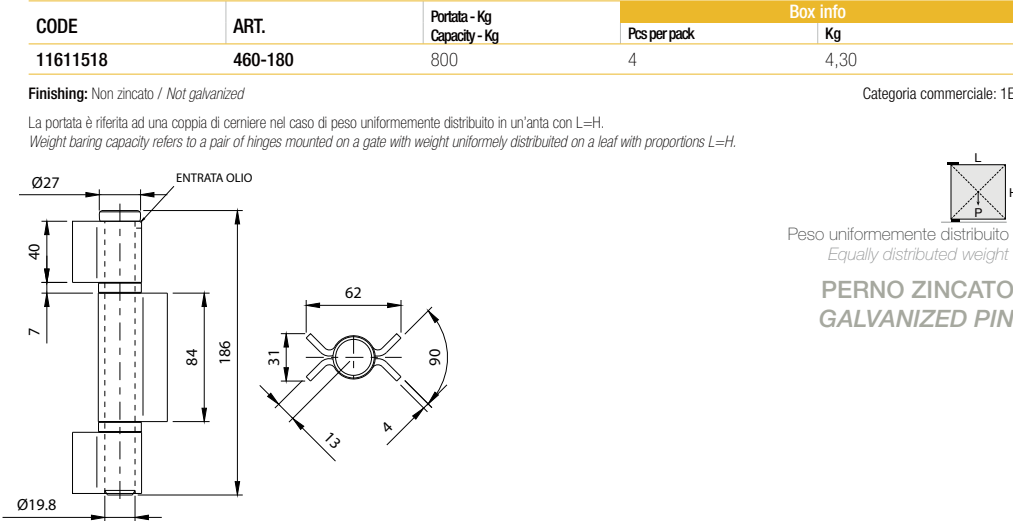 CODE ART. Portata - Kg Box info
Capacity - Kg Pcs per pack Kg
11611518 460-180 800 4 4,30
Finishing: Non zincato / Not galvanized Categoria commerciale: 1E
La portata è riferita ad una coppia di cerniere nel caso di peso uniformemente distribuito in un'anta con L=H.
Weight baring capacity refers to a pair of hinges mounted on a gate with weight uniformely distribuited on a leaf with proportions L=H.
Ø27
ENTRATA OLIO
40
7
84
186
Ø19.8
62
31
90
13
4
L
H
P
Peso uniformemente distribuito
Equally distributed weight
PERNO ZINCATO
GALVANIZED PIN